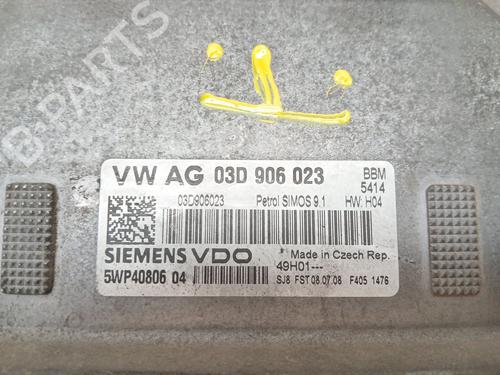 B-PARTS
VW AG 03D 906 023
BBM
5414
03D906023 Petrol SIMOS 9.1 HW: H04
SIEMENS VDO
Made in Czech Rep.
49H01---
5WP40806 04
SJ8 FST 08.07.08 F405 1476